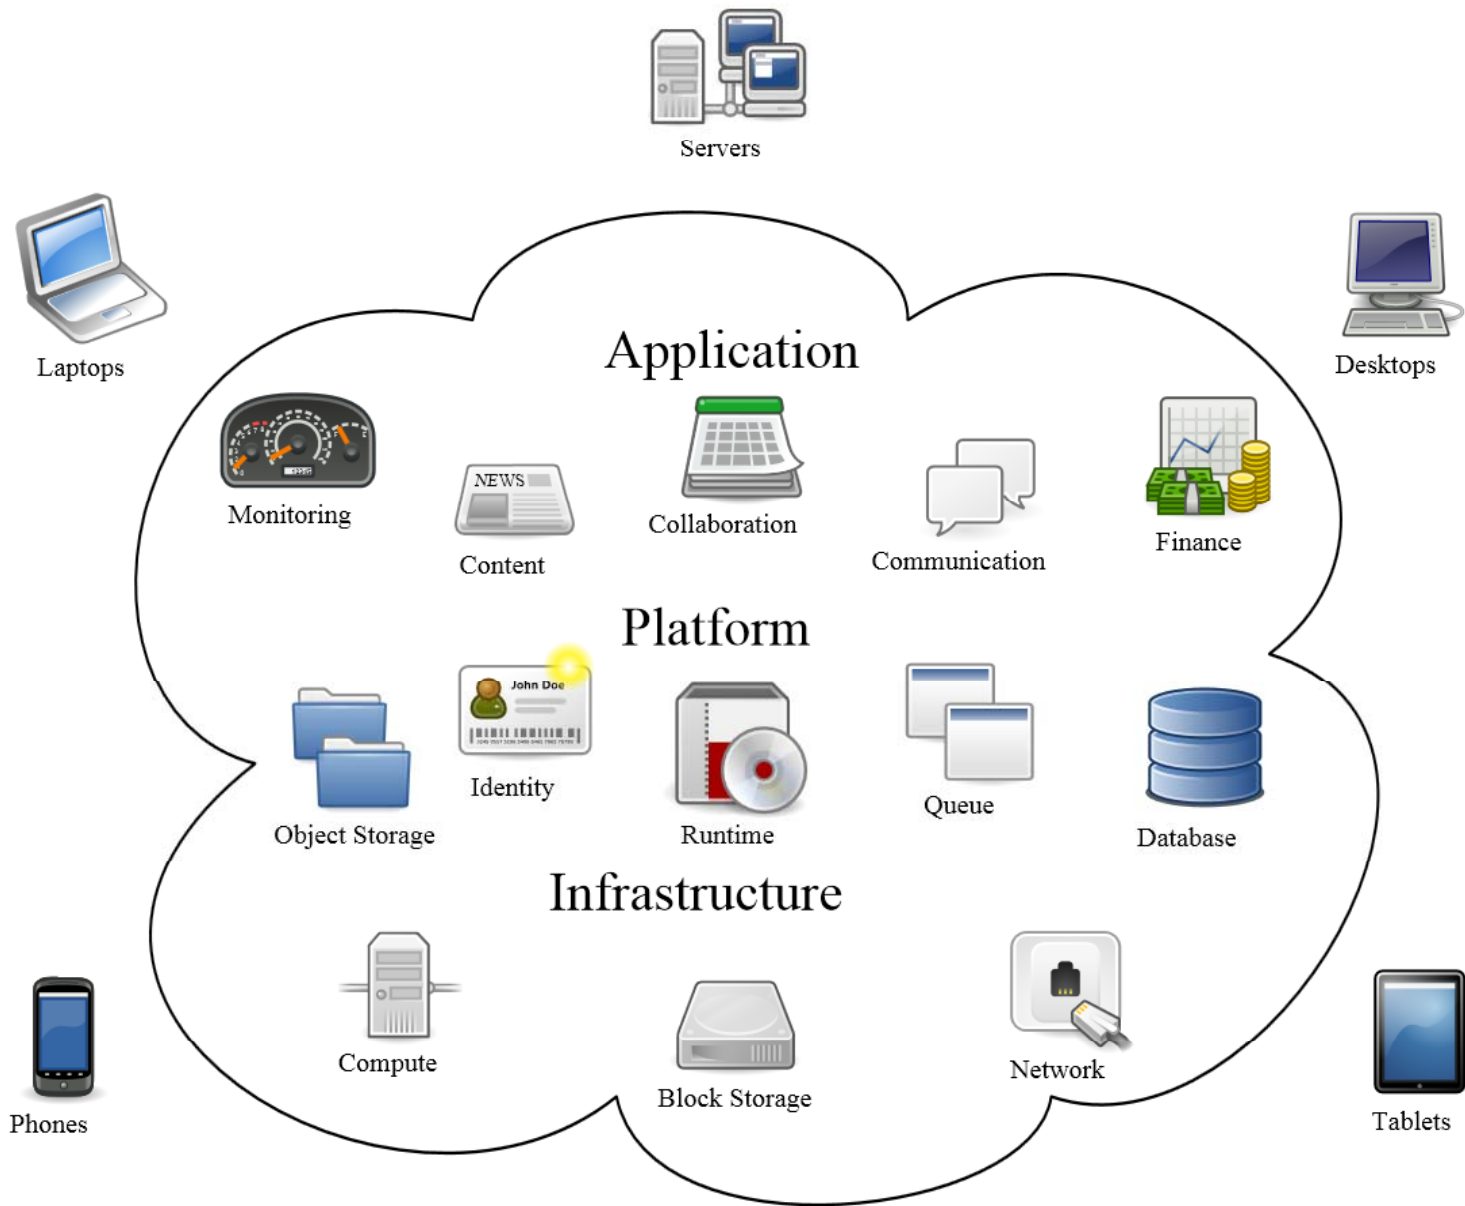 Servers
Laptops
Desktops
Application
Monitoring
NEWS
Content
Collaboration
Communication
Finance
Platform
John Doe
Identity
Object Storage
Runtime
Queue
Database
Infrastructure
Compute
Block Storage
Network
Phones
Tablets